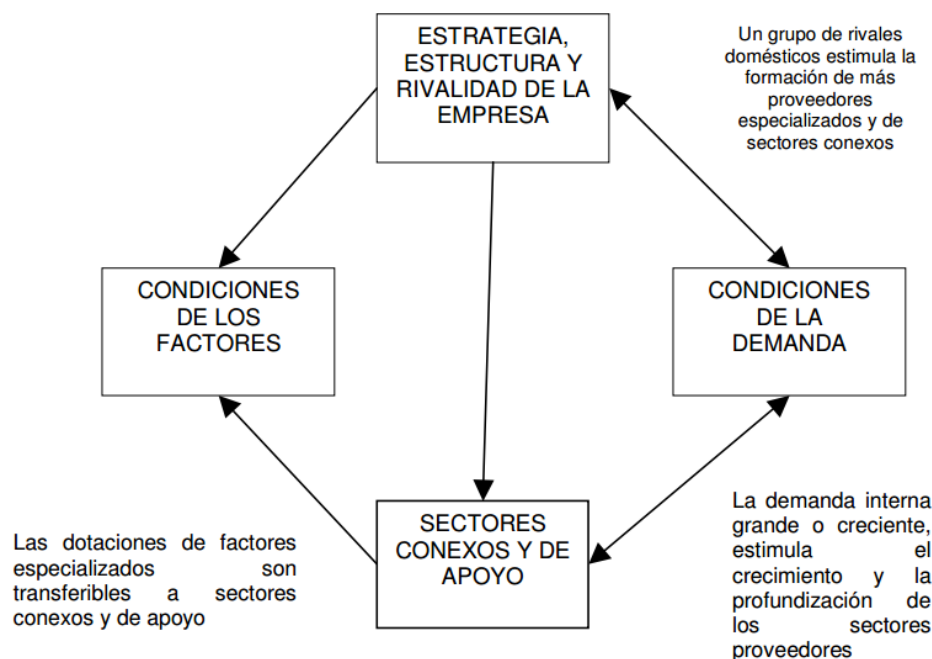 ESTRATEGIA,
ESTRUCTURA Y
RIVALIDAD DE LA
EMPRESA
Un grupo de rivales
domésticos estimula la
formación de más
proveedores
especializados y de
sectores conexos
CONDICIONES
DE LOS
FACTORES
CONDICIONES
DE LA
DEMANDA
SECTORES
CONEXOS Y DE
APOYO
Las dotaciones de factores
especializados son
transferibles a sectores
conexos y de apoyo
La demanda interna
grande o creciente,
estimula el
crecimiento y la
profundización de
los sectores
proveedores